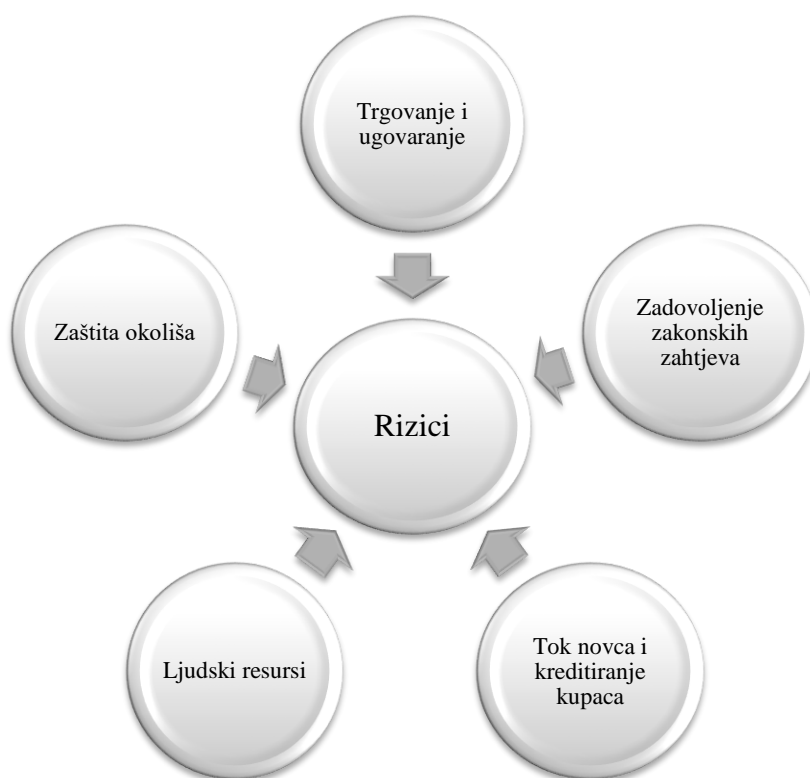 Trgovanje i
ugovaranje
Zaštita okoliša
Zadovoljenje
zakonskih
zahtjeva
Rizici
Ljudski resursi
Tok novca i
kreditiranje
kupaca